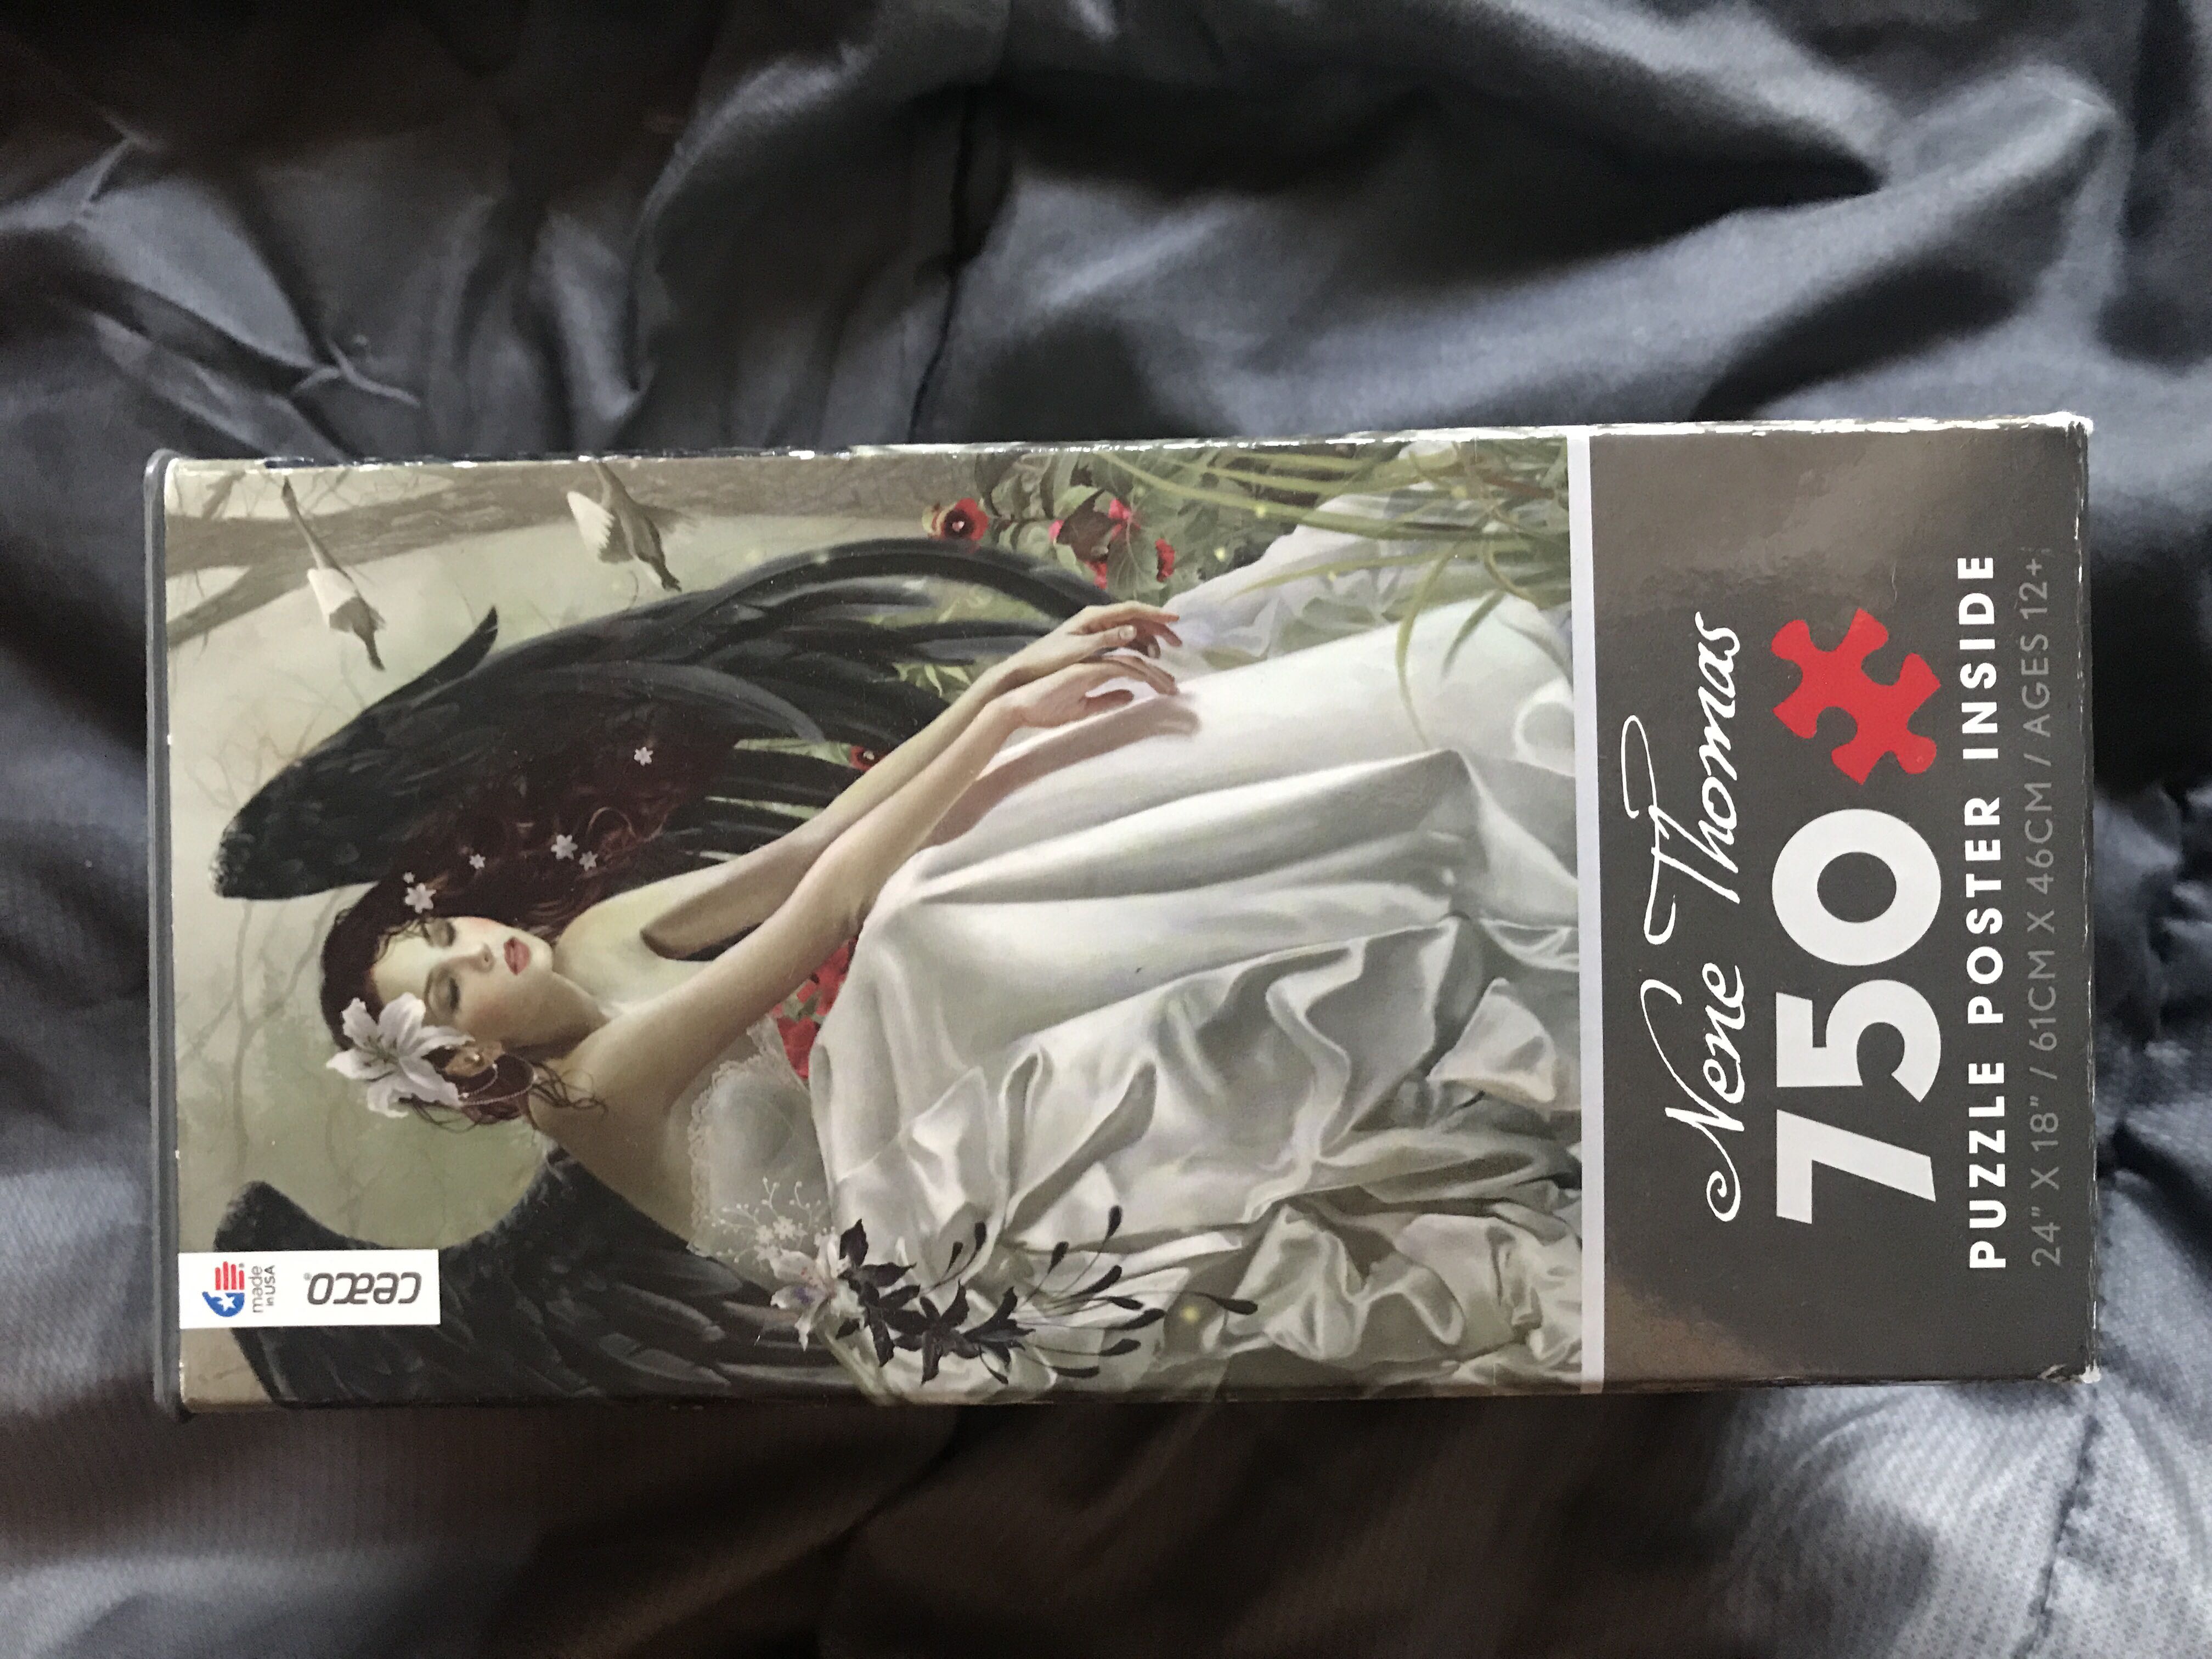 made
in USA
ceaco®
Nene Thomas
750
PUZZLE POSTER INSIDE
24" X 18" / 61CM X 46CM / AGES 12+